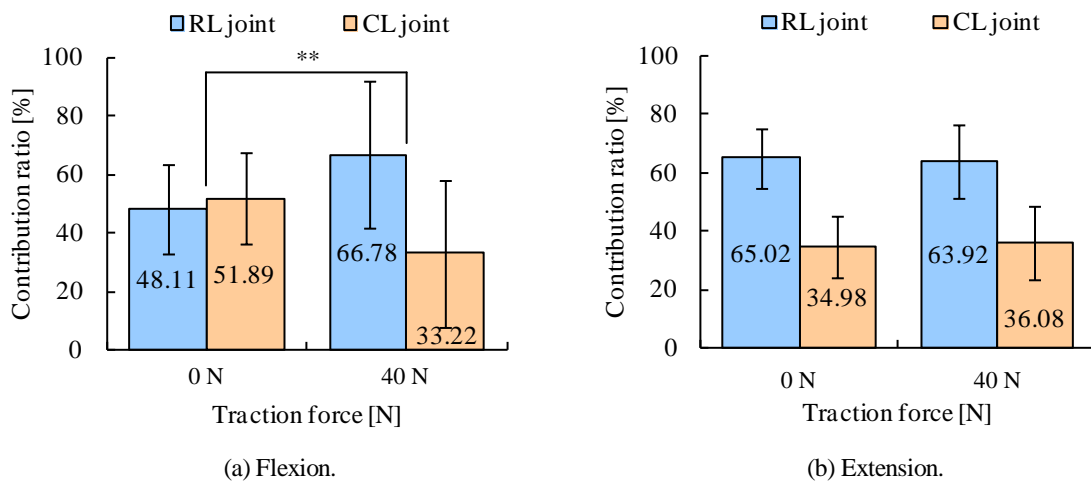 RL joint CL joint
**
Contribution ratio [%]
100
80
60
40
20
0
48.11
51.89
66.78
33.22
0 N
40 N
Traction force [N]
(a) Flexion.
RL joint CL joint
Contribution ratio [%]
100
80
60
40
20
0
65.02
34.98
63.92
36.08
0 N
40 N
Traction force [N]
(b) Extension.